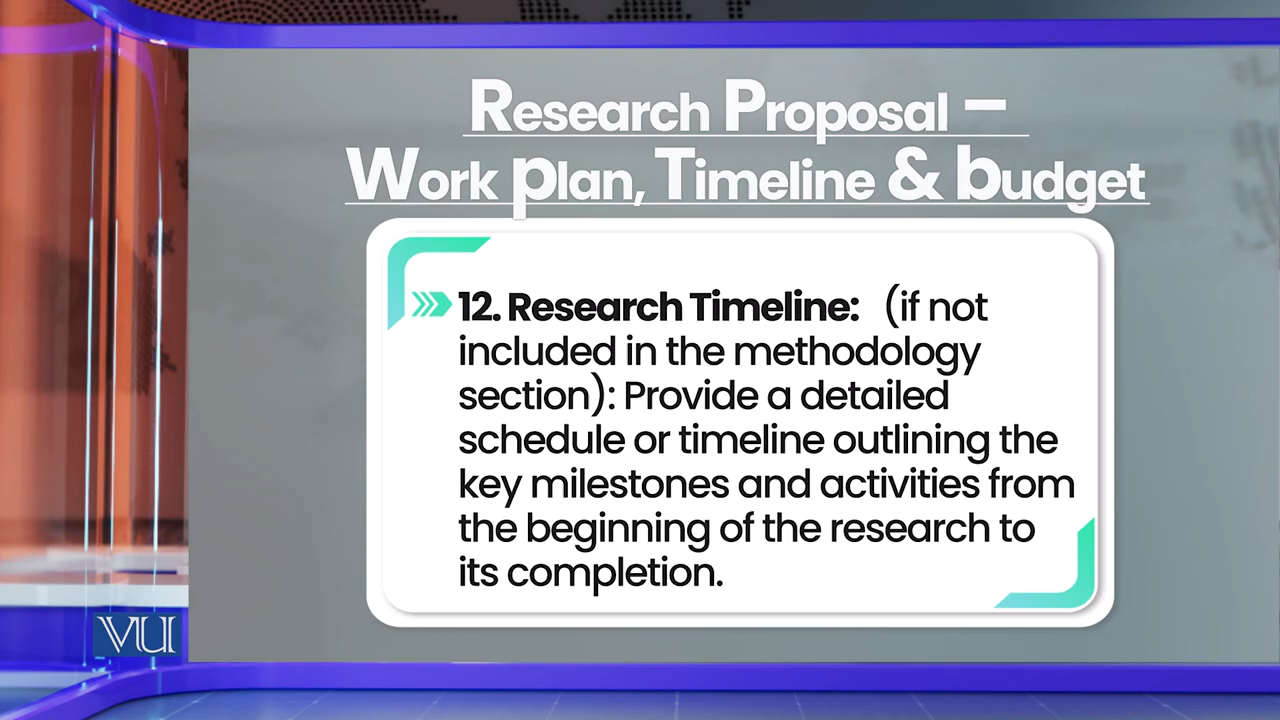 Research Proposal –
Work plan, Timeline & budget
12. Research Timeline: (if not
included in the methodology
section): Provide a detailed
schedule or timeline outlining the
key milestones and activities from
the beginning of the research to
its completion.
VU